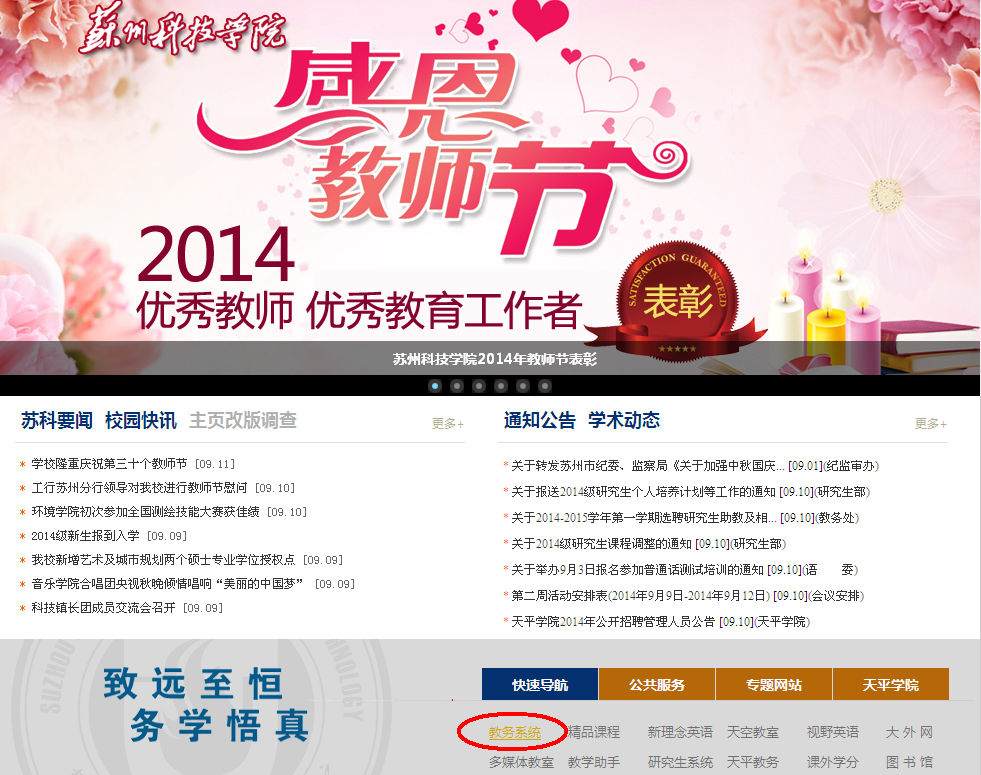 蘇州科技学院
感恩
教师节
2014
优秀教师 优秀教育工作者
SATISFACTION GUARANTEED
表彰
苏州科技学院2014年教师节表彰
苏科要闻 校园快讯 主页改版调查 更多+
学校隆重庆祝第三十个教师节 [09.11]
工行苏州分行领导对我校进行教师节慰问 [09.10]
环境学院初次参加全国测绘技能大赛获佳绩 [09.10]
2014级新生报到入学 [09.09]
我校新增艺术及城市规划两个硕士专业学位授权点 [09.09]
音乐学院合唱团央视秋晚倾情唱响“美丽的中国梦” [09.09]
科技镇长团成员交流会召开 [09.09]
通知公告 学术动态 更多+
*关于转发苏州市纪委、监察局《关于加强中秋国庆... [09.01](纪监审办)
*关于报送2014级研究生个人培养计划等工作的通知 [09.10](研究生部)
*关于2014-2015学年第一学期选聘研究生助教及相... [09.10](教务处)
*关于2014级研究生课程调整的通知 [09.10](研究生部)
*关于举办9月3日报名参加普通话测试培训的通知 [09.10](语 委)
*第二周活动安排表(2014年9月9日-2014年9月12日) [09.10](会议安排)
*天平学院2014年公开招聘管理人员公告 [09.10](天平学院)
SUZHOU
NOLOGY
致远至恒
务学悟真
快速导航 公共服务 专题网站 天平学院
教务系统 精品课程 新理念英语 天空教室 视野英语 大外网
多媒体教室 教学助手 研究生系统 天平教务 课外学分 图书馆